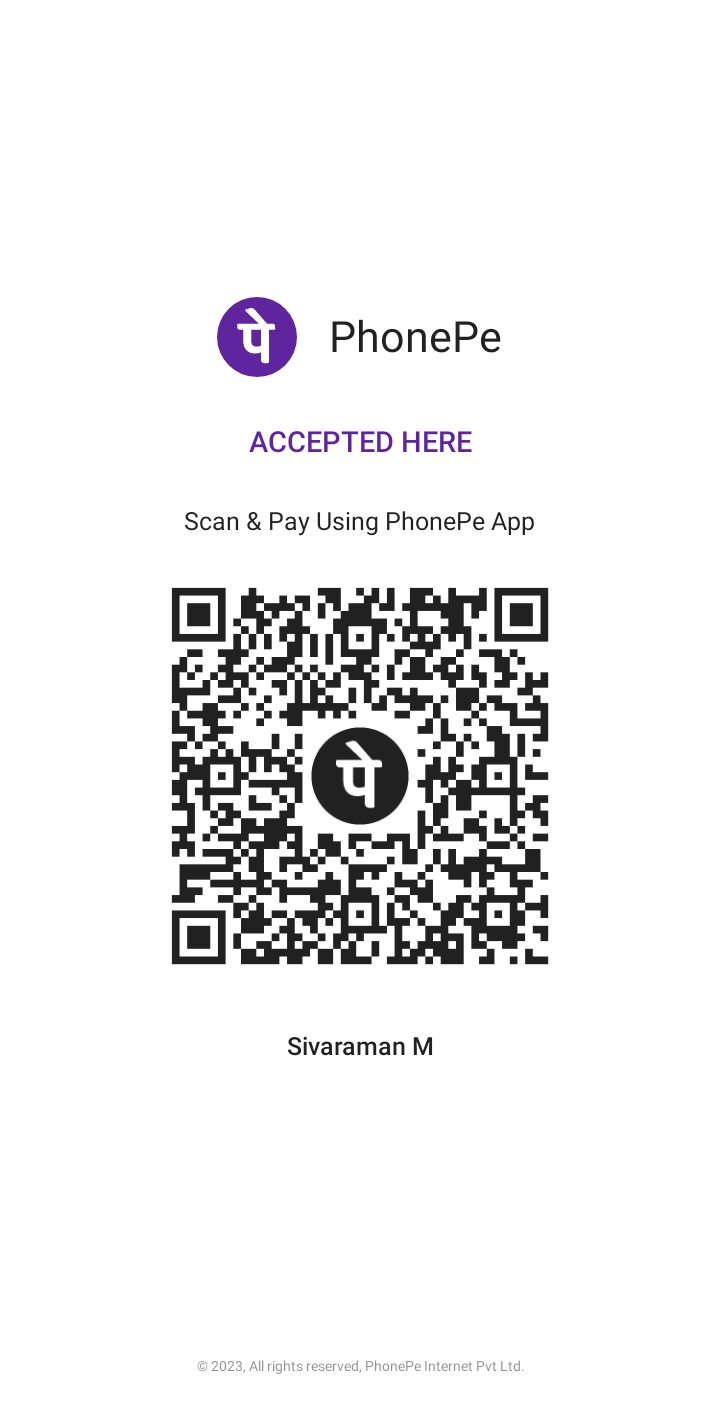 पे PhonePe
ACCEPTED HERE
Scan & Pay Using PhonePe App
पे
Sivaraman M
© 2023, All rights reserved, PhonePe Internet Pvt Ltd.